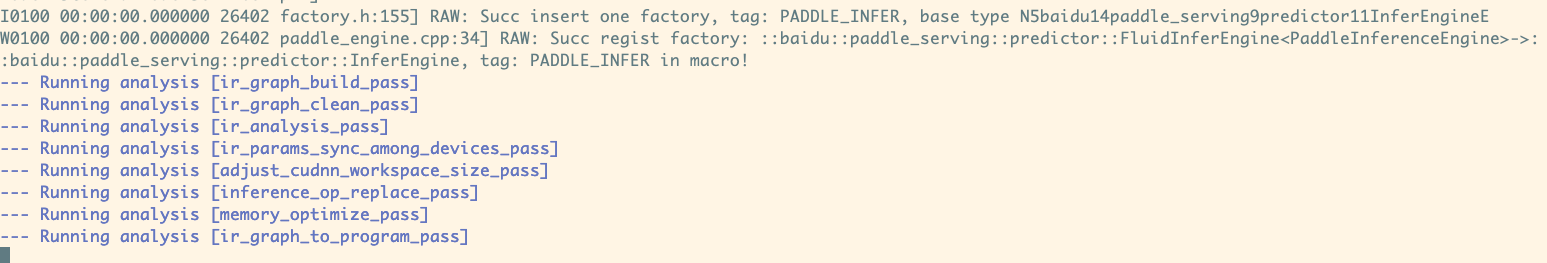 I0100 00:00:00.000000 26402 factory.h:155] RAW: Succ insert one factory, tag: PADDLE_INFER, base type N5baidu14paddle_serving9predictor11InferEngineE
W0100 00:00:00.000000 26402 paddle_engine.cpp:34] RAW: Succ regist factory: ::baidu::paddle_serving::predictor::FluidInferEngine<PaddleInferenceEngine>->:
:baidu::paddle_serving::predictor::InferEngine, tag: PADDLE_INFER in macro!
--- Running analysis [ir_graph_build_pass]
--- Running analysis [ir_graph_clean_pass]
--- Running analysis [ir_analysis_pass]
--- Running analysis [ir_params_sync_among_devices_pass]
--- Running analysis [adjust_cudnn_workspace_size_pass]
--- Running analysis [inference_op_replace_pass]
--- Running analysis [memory_optimize_pass]
--- Running analysis [ir_graph_to_program_pass]